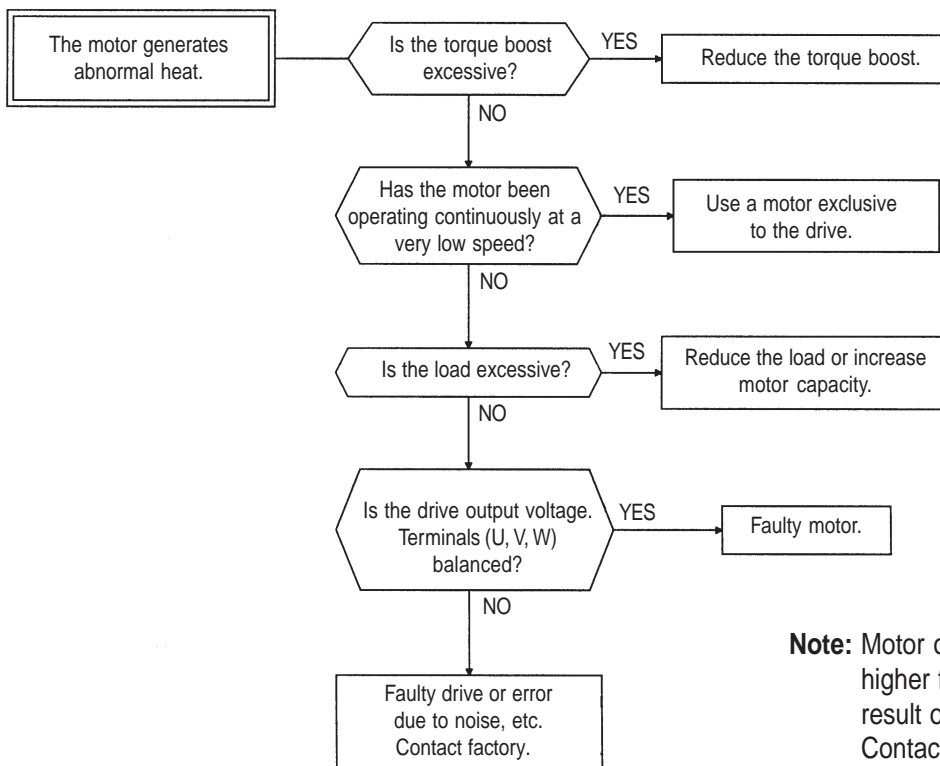 The motor generates
abnormal heat.
Is the torque boost
excessive?
YES
Reduce the torque boost.
NO
Has the motor been
operating continuously at a
very low speed?
YES
Use a motor exclusive
to the drive.
NO
Is the load excessive?
YES
Reduce the load or increase
motor capacity.
NO
Is the drive output voltage.
Terminals (U, V, W)
balanced?
YES
Faulty motor.
NO
Faulty drive or error
due to noise, etc.
Contact factory.
Note: Motor
higher
result
Contac